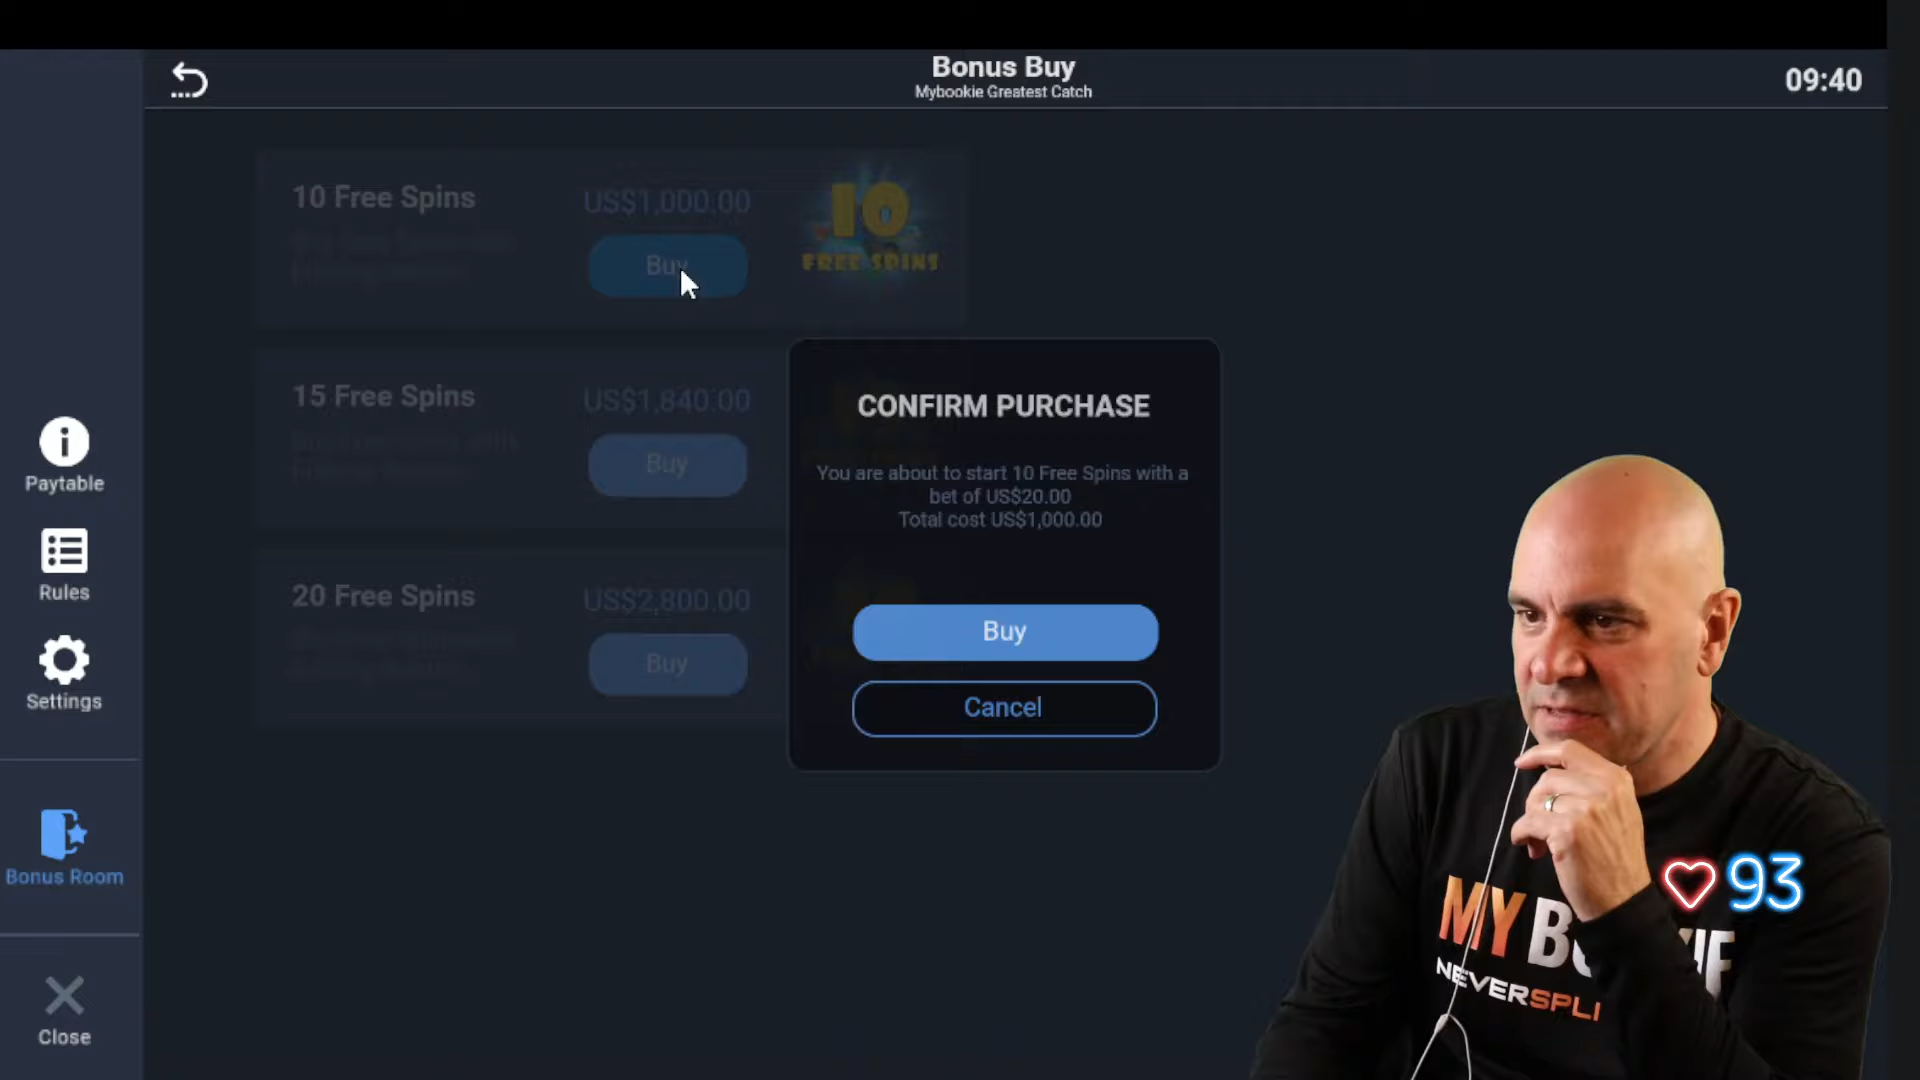 Bonus Buy
Mybookie Greatest Catch
09:40
10 Free Spins
US$1,000.00
Buy
10
FREE SPINS
15 Free Spins
US$1,840.00
Buy
20 Free Spins
US$2,800.00
Buy
CONFIRM PURCHASE
You are about to start 10 Free Spins with a
bet of US$20.00
Total cost US$1,000.00
Buy
Cancel
Paytable
Rules
Settings
Bonus Room
Close
93
MY
NEVERSPLI